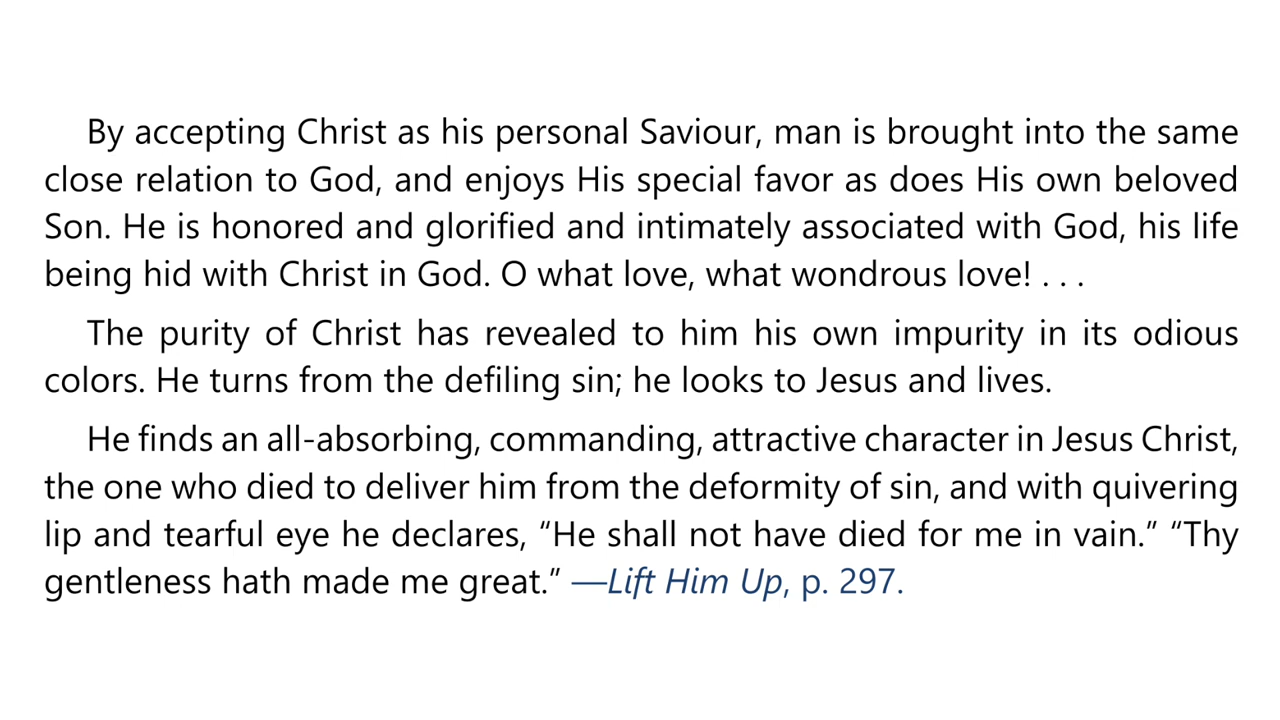 By accepting Christ as his personal Saviour, man is brought into the same
close relation to God, and enjoys His special favor as does His own beloved
Son. He is honored and glorified and intimately associated with God, his life
being hid with Christ in God. O what love, what wondrous love! . . .
The purity of Christ has revealed to him his own impurity in its odious
colors. He turns from the defiling sin; he looks to Jesus and lives.
He finds an all-absorbing, commanding, attractive character in Jesus Christ,
the one who died to deliver him from the deformity of sin, and with quivering
lip and tearful eye he declares, “He shall not have died for me in vain.” “Thy
gentleness hath made me great.” —Lift Him Up, p. 297.